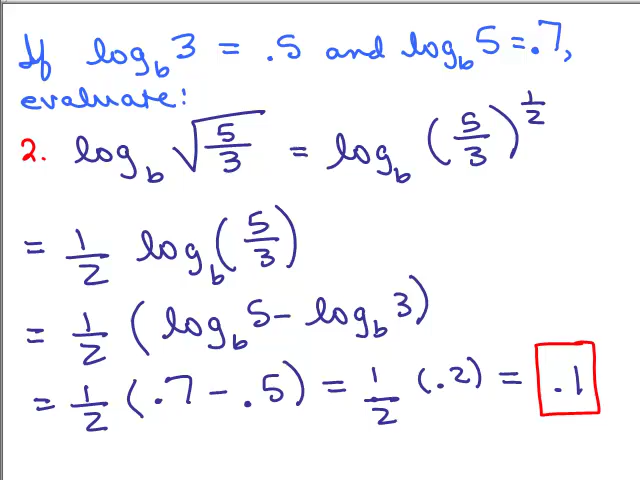 If log_b 3 = .5 and log_b 5 = .7,
evaluate:
2. log_b √(5/3) = log_b (5/3)^(1/2)
= 1/2 log_b (5/3)
= 1/2 (log_b 5 - log_b 3)
= 1/2 (.7 - .5) = 1/2 (.2) = .1